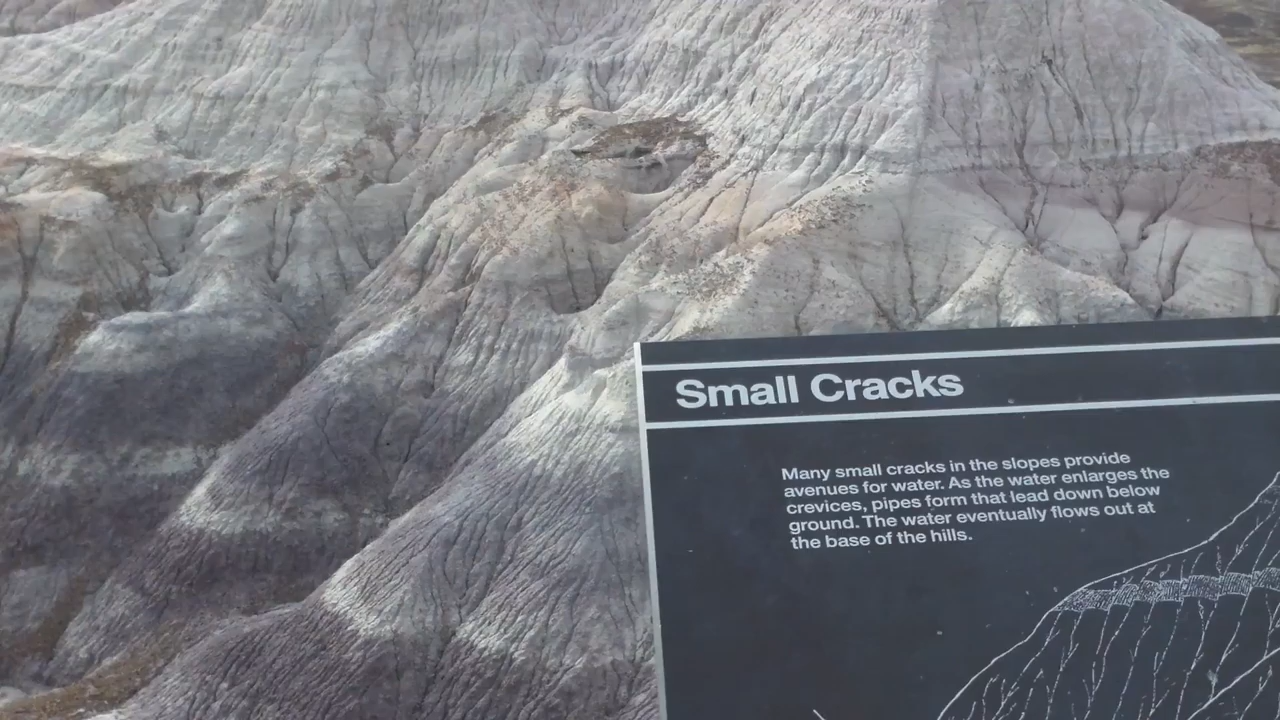 Small Cracks
Many small cracks in the slopes provide
avenues for water. As the water enlarges the
crevices, pipes form that lead down below
ground. The water eventually flows out at
the base of the hills.